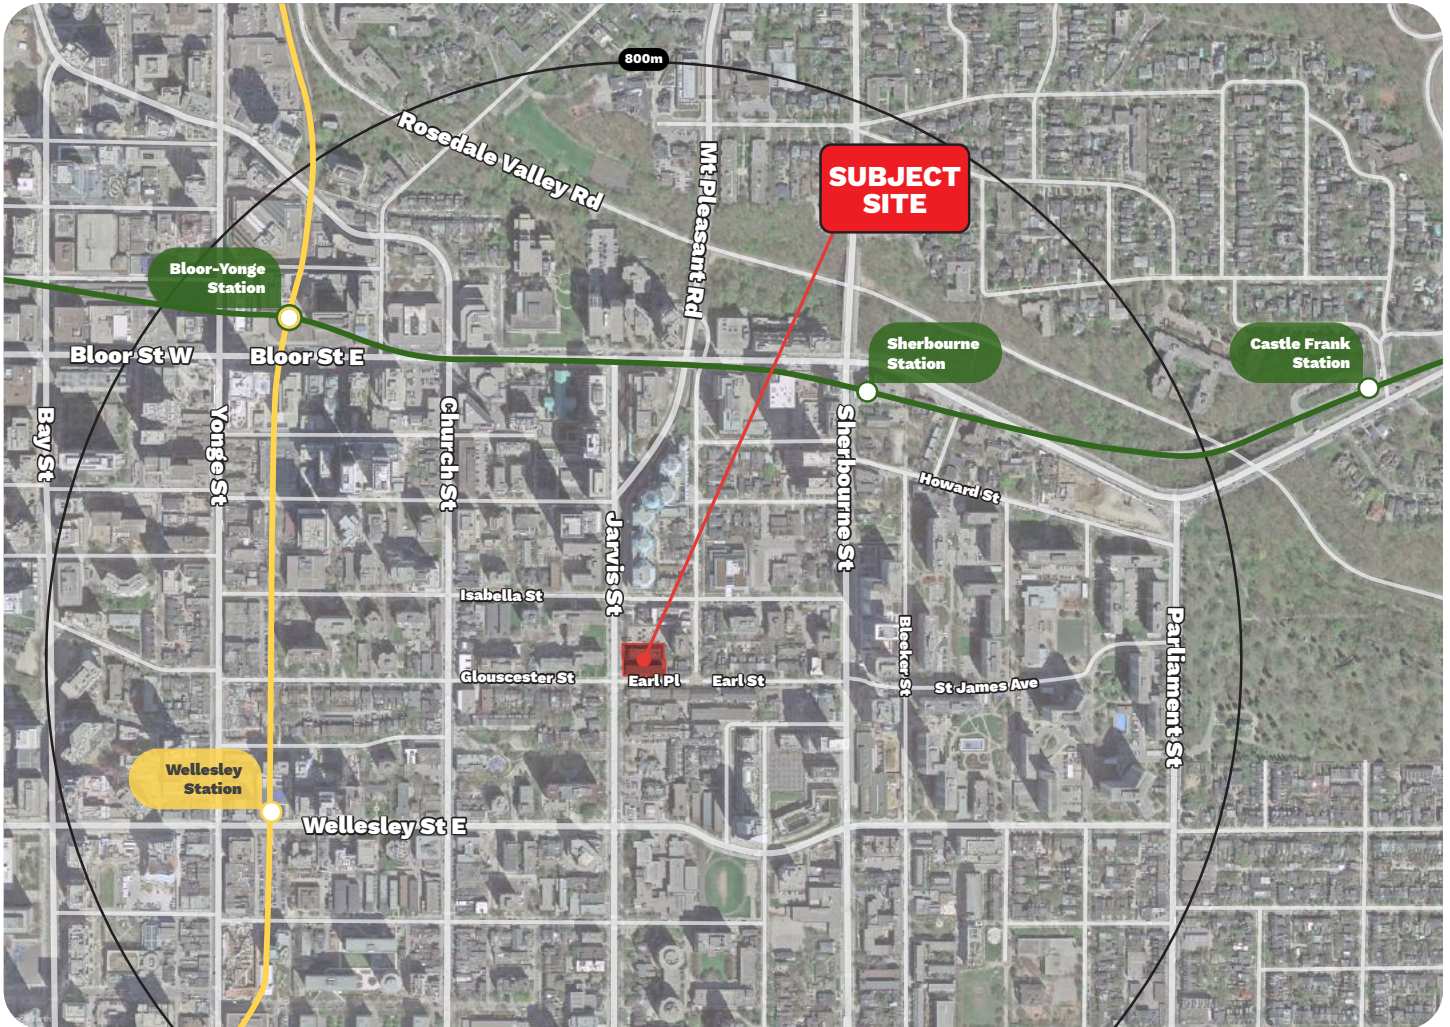 800m
Rosedale Valley Rd
Mt Pleasant Rd
SUBJECT
SITE
Bloor-Yonge
Station
Sherbourne
Station
Castle Frank
Station
Bloor St W
Bloor St E
Bay St
Yonge St
Church St
Jarvis St
Sherbourne St
Howard St
Isabella St
Bleeker St
Parliament St
Glouscester St
Earl Pl
Earl St
St James Ave
Wellesley
Station
Wellesley St E